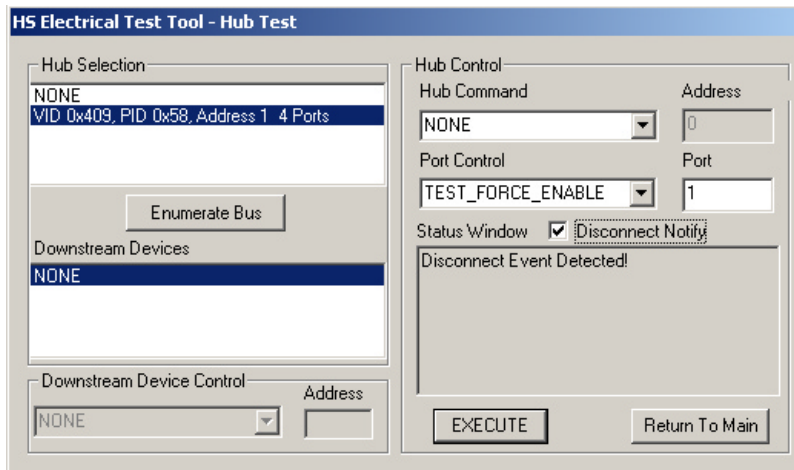 HS Electrical Test Tool - Hub Test
Hub Selection
NONE
VID 0x409, PID 0x58, Address 1 4 Ports
Enumerate Bus
Downstream Devices
NONE
Downstream Device Control
Address
NONE
Hub Control
Hub Command
Address
NONE
0
Port Control
Port
TEST_FORCE_ENABLE
1
Status Window
Disconnect Notify
Disconnect Event Detected!
EXECUTE
Return To Main